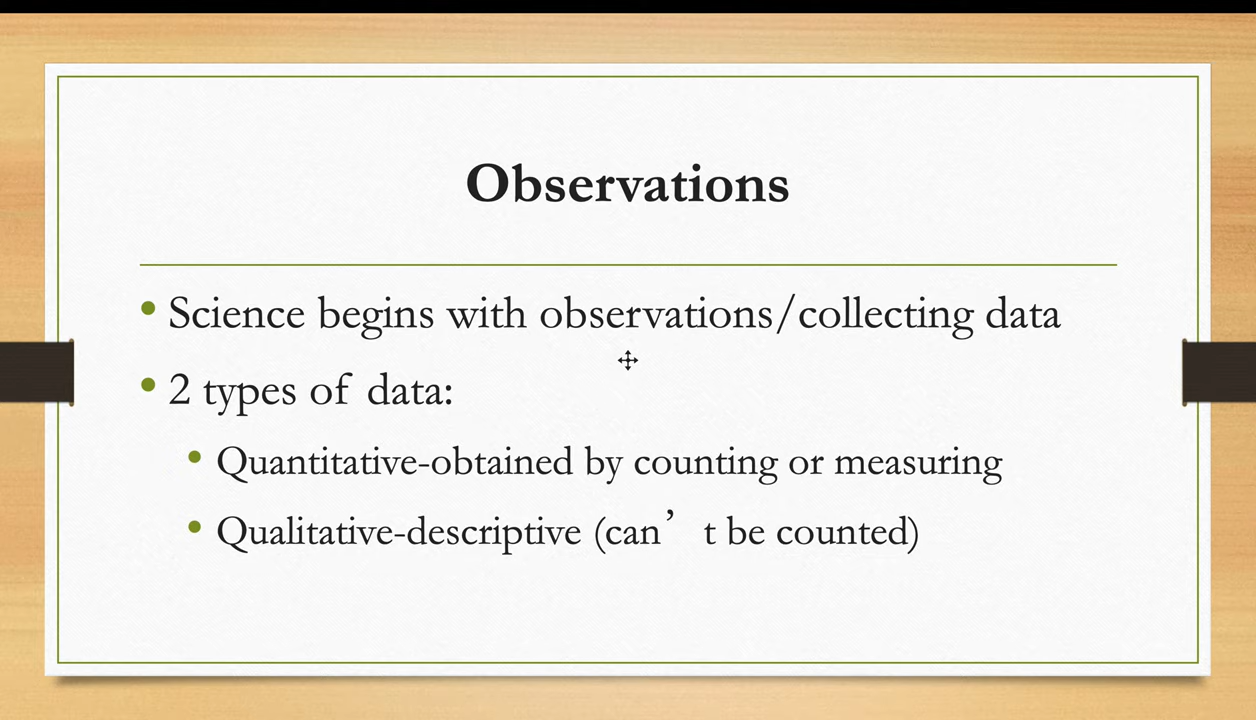 Observations
• Science begins with observations/collecting data
• 2 types of data:
• Quantitative-obtained by counting or measuring
• Qualitative-descriptive (can’t be counted)